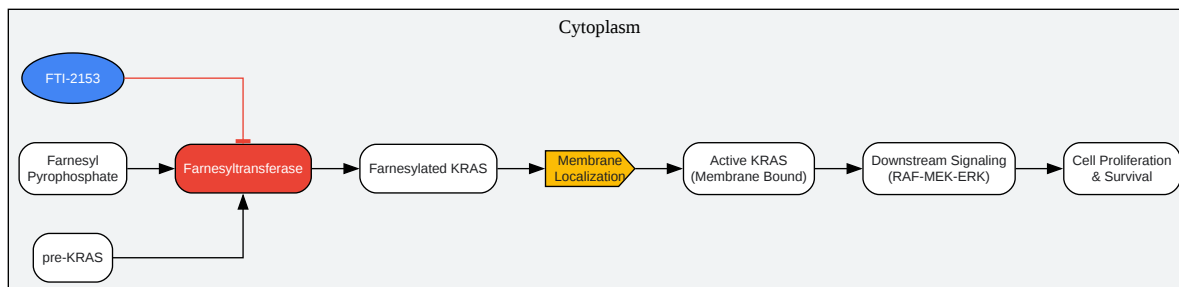 Cytoplasm
FTI-2153
Farnesyl
Pyrophosphate
Farnesyltransferase
Farnesylated KRAS
Membrane
Localization
Active KRAS
(Membrane Bound)
Downstream Signaling
(RAF-MEK-ERK)
Cell Proliferation
& Survival
pre-KRAS